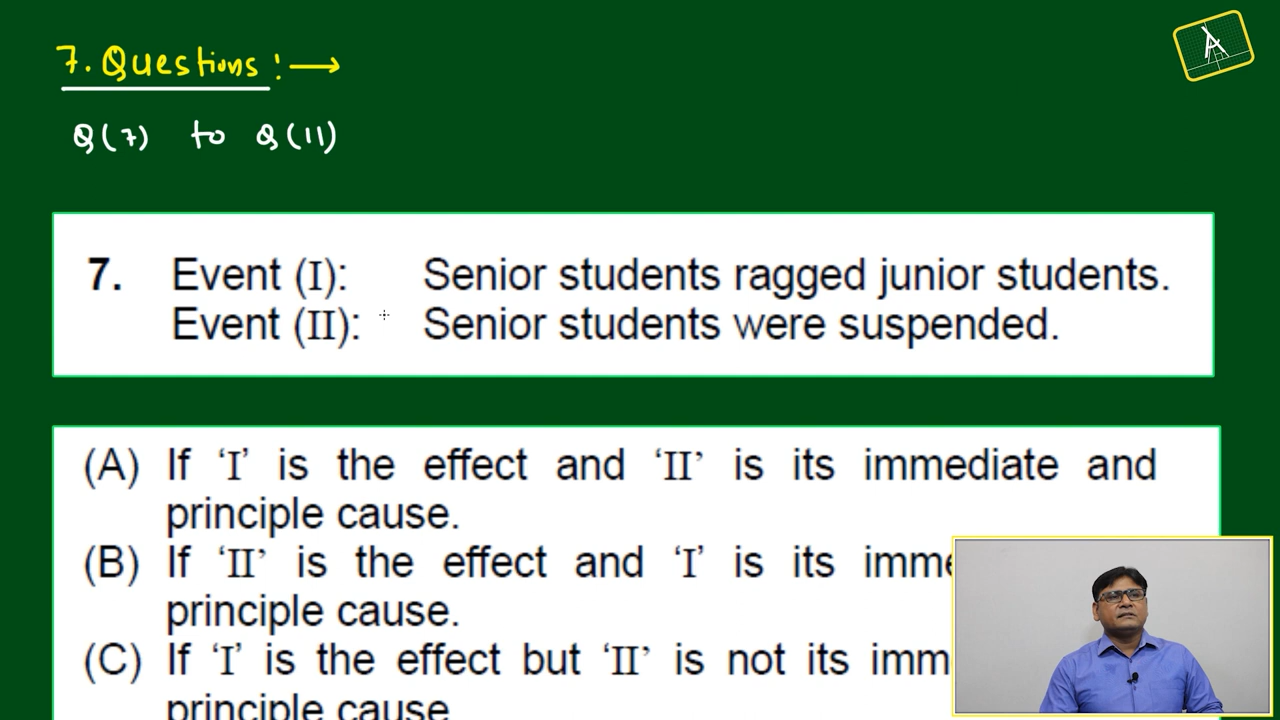 7. Questions :→
Q(7) to Q(11)
7. Event (I): Senior students ragged junior students.
Event (II): Senior students were suspended.
(A) If ‘I’ is the effect and ‘II’ is its immediate and
principle cause.
(B) If ‘II’ is the effect and ‘I’ is its
principle cause.
(C) If ‘I’ is the effect but ‘II’ is not its
principle cause